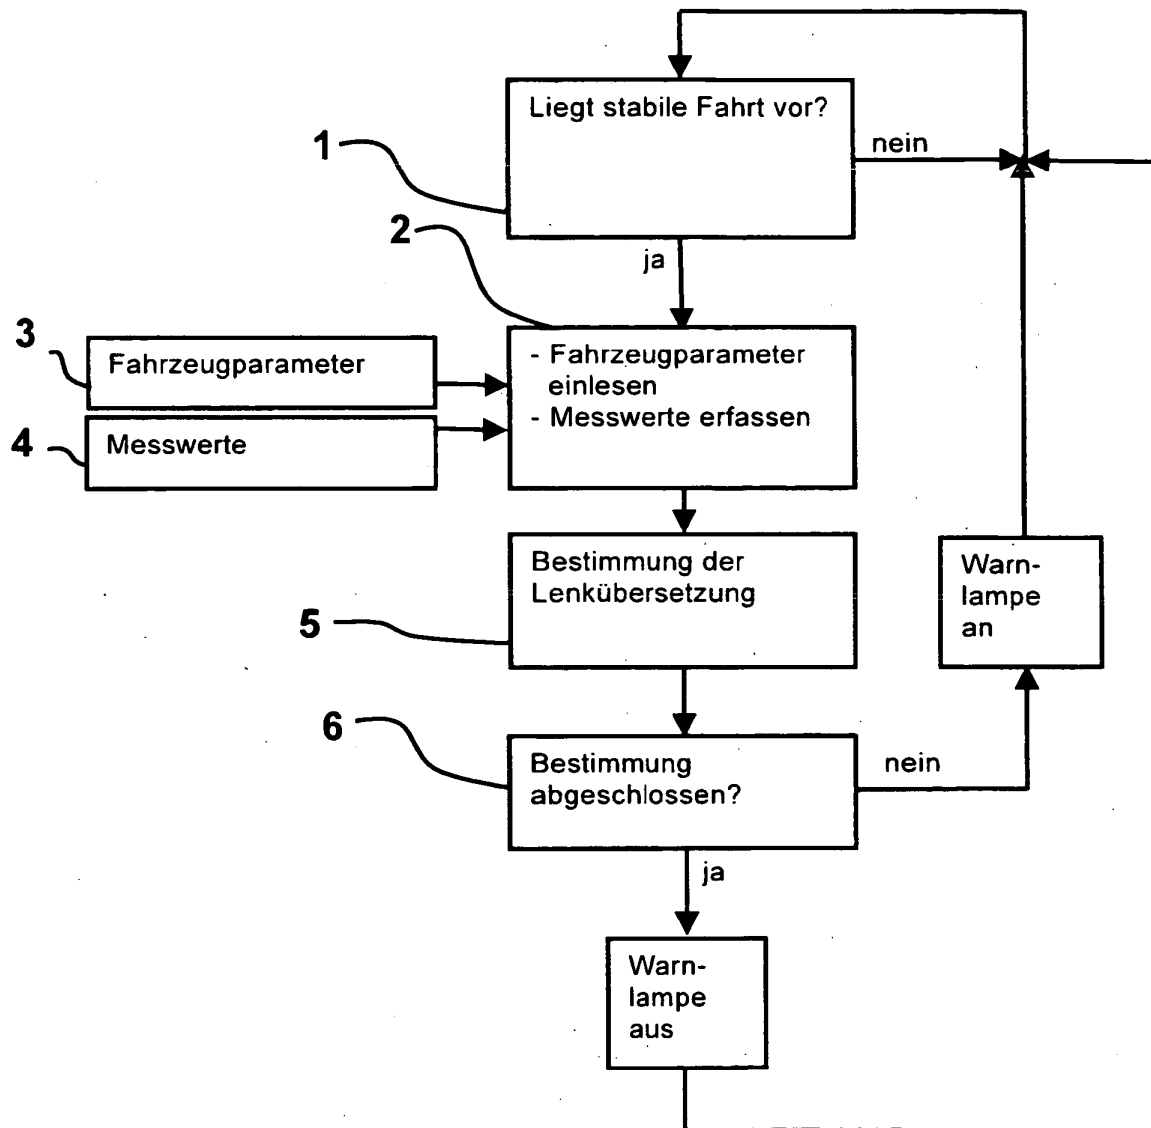 Liegt stabile Fahrt vor?
nein
1
2
ja
3
Fahrzeugparameter
- Fahrzeugparameter
einlesen
- Messwerte erfassen
4
Messwerte
Bestimmung der
Lenkübersetzung
5
Warn-
lampe
an
6
Bestimmung
abgeschlossen?
nein
ja
Warn-
lampe
aus